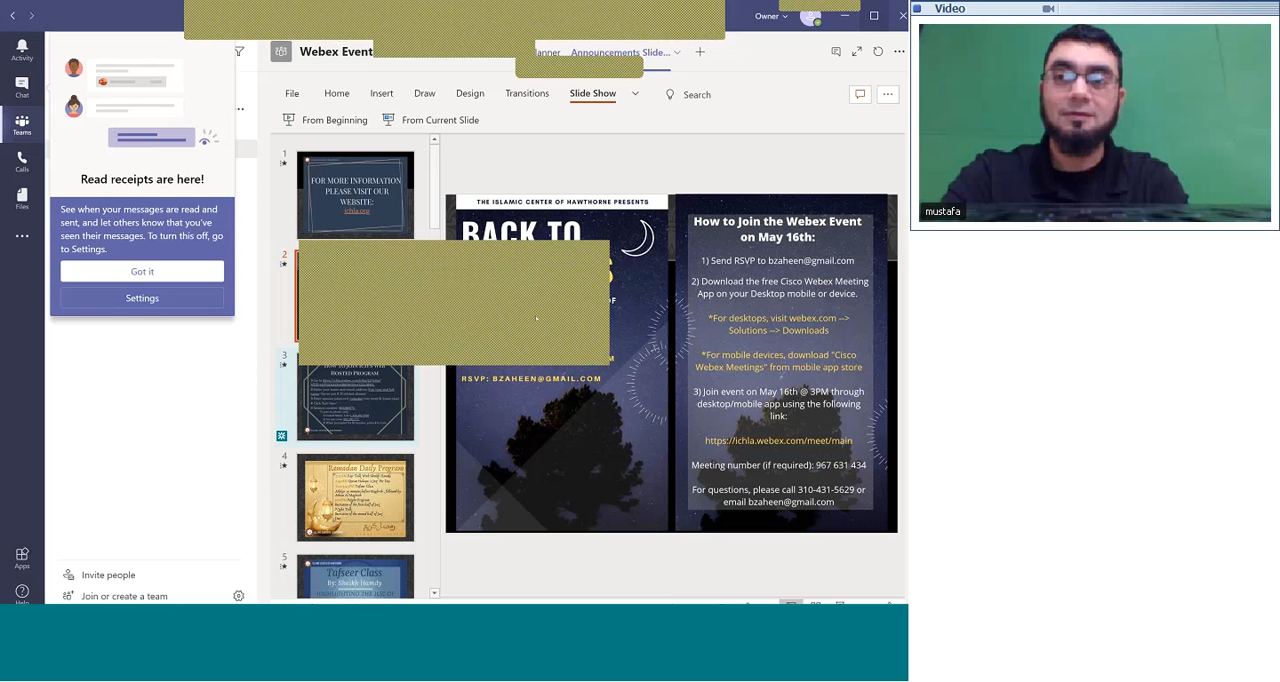 Owner
Video
Activity
Chat
Teams
Calls
Files
Apps
Help
Read receipts are here!
See when your messages are read and
sent, and let others know that you've
seen their messages. To turn this off, go
to Settings.
Got it
Settings
Invite people
Join or create a team
Webex Event
Announcements Slide...
File
Home
Insert
Draw
Design
Transitions
Slide Show
Search
From Beginning
From Current Slide
1
FOR MORE INFORMATION
PLEASE VISIT OUR
WEBSITE:
ichla.org
2
3
Hosted Program
4
Ramadan Daily Program
5
Tafseer Class
By: Sheikh Hamdy
THE ISLAMIC CENTER OF HAWTHORNE PRESENTS
BACK TO
RSVP: BZAHEEN@GMAIL.COM
How to Join the Webex Event
on May 16th:
1) Send RSVP to bzaheen@gmail.com
2) Download the free Cisco Webex Meeting
App on your Desktop mobile or device.
*For desktops, visit webex.com -->
Solutions --> Downloads
*For mobile devices, download "Cisco
Webex Meetings" from mobile app store
3) Join event on May 16th @ 3PM through
desktop/mobile app using the following
link:
https://ichla.webex.com/meet/main
Meeting number (if required): 967 631 434
For questions, please call 310-431-5629 or
email bzaheen@gmail.com
mustafa